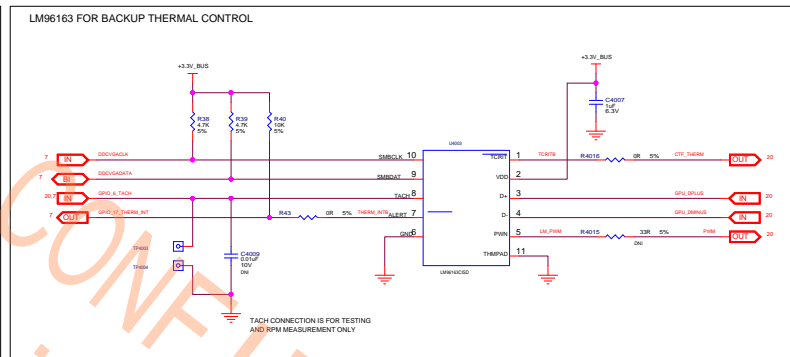 LM96163 FOR BACKUP THERMAL CONTROL
+3.3V_BUS
+3.3V_BUS
R38
4.7K
5%
R39
4.7K
5%
R40
10K
5%
C4007
1uF
6.3V
U4003
7 IN DDCVGACLK
SMBCLK 10
1 TCRIT TCRITB R4016 0R 5% CTF_THERM OUT 20
7 BI DDCVGADATA
SMBDAT 9
2 VDD
20,7 IN GPIO_6_TACH
TACH 8
3 D+ GPU_DPLUS IN 20
7 OUT GPIO_17_THERM_INT R43 0R 5% THERM_INTB
ALERT 7
4 D- GPU_DMINUS IN 20
GND 6
5 PWN LM_PWM R4015 33R 5% PWM OUT 20
DNI
11 THMPAD
LM96163CISD
TP4003
TP4004
C4009
0.01uF
10V
DNI
TACH CONNECTION IS FOR TESTING
AND RPM MEASUREMENT ONLY